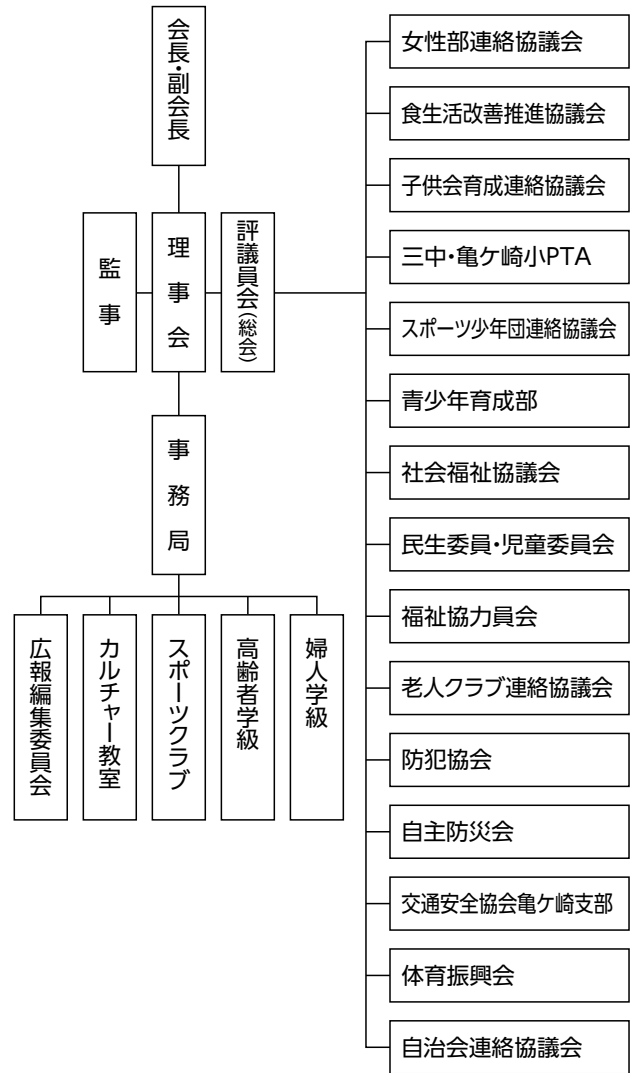 会長・副会長
監事
理事会
評議員会(総会)
事務局
広報編集委員会
カルチャー教室
スポーツクラブ
高齢者学級
婦人学級
女性部連絡協議会
食生活改善推進協議会
子供会育成連絡協議会
三中・亀ケ崎小PTA
スポーツ少年団連絡協議会
青少年育成部
社会福祉協議会
民生委員・児童委員会
福祉協力員会
老人クラブ連絡協議会
防犯協会
自主防災会
交通安全協会亀ケ崎支部
体育振興会
自治会連絡協議会